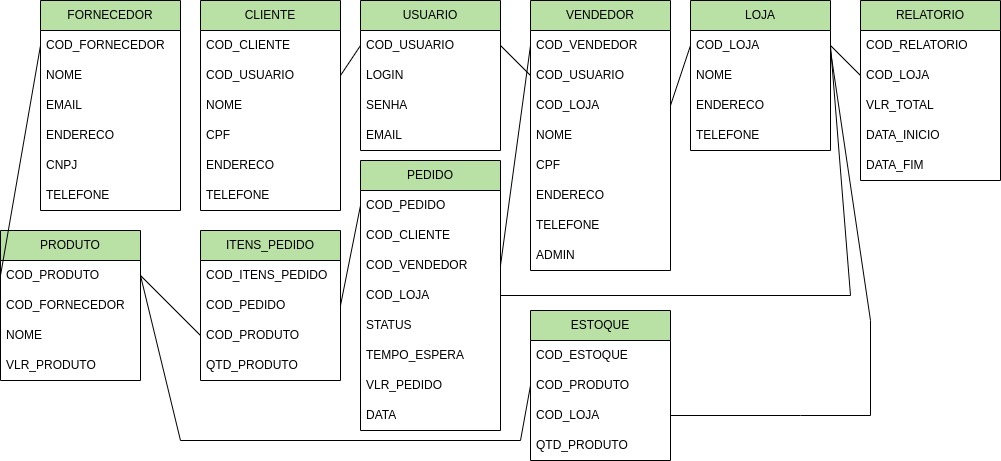 FORNECEDOR
COD_FORNECEDOR
NOME
EMAIL
ENDERECO
CNPJ
TELEFONE
CLIENTE
COD_CLIENTE
COD_USUARIO
NOME
CPF
ENDERECO
TELEFONE
USUARIO
COD_USUARIO
LOGIN
SENHA
EMAIL
VENDEDOR
COD_VENDEDOR
COD_USUARIO
COD_LOJA
NOME
CPF
ENDERECO
TELEFONE
ADMIN
LOJA
COD_LOJA
NOME
ENDERECO
TELEFONE
RELATORIO
COD_RELATORIO
COD_LOJA
VLR_TOTAL
DATA_INICIO
DATA_FIM
PRODUTO
COD_PRODUTO
COD_FORNECEDOR
NOME
VLR_PRODUTO
ITENS_PEDIDO
COD_ITENS_PEDIDO
COD_PEDIDO
COD_PRODUTO
QTD_PRODUTO
PEDIDO
COD_PEDIDO
COD_CLIENTE
COD_VENDEDOR
COD_LOJA
STATUS
TEMPO_ESPERA
VLR_PEDIDO
DATA
ESTOQUE
COD_ESTOQUE
COD_PRODUTO
COD_LOJA
QTD_PRODUTO